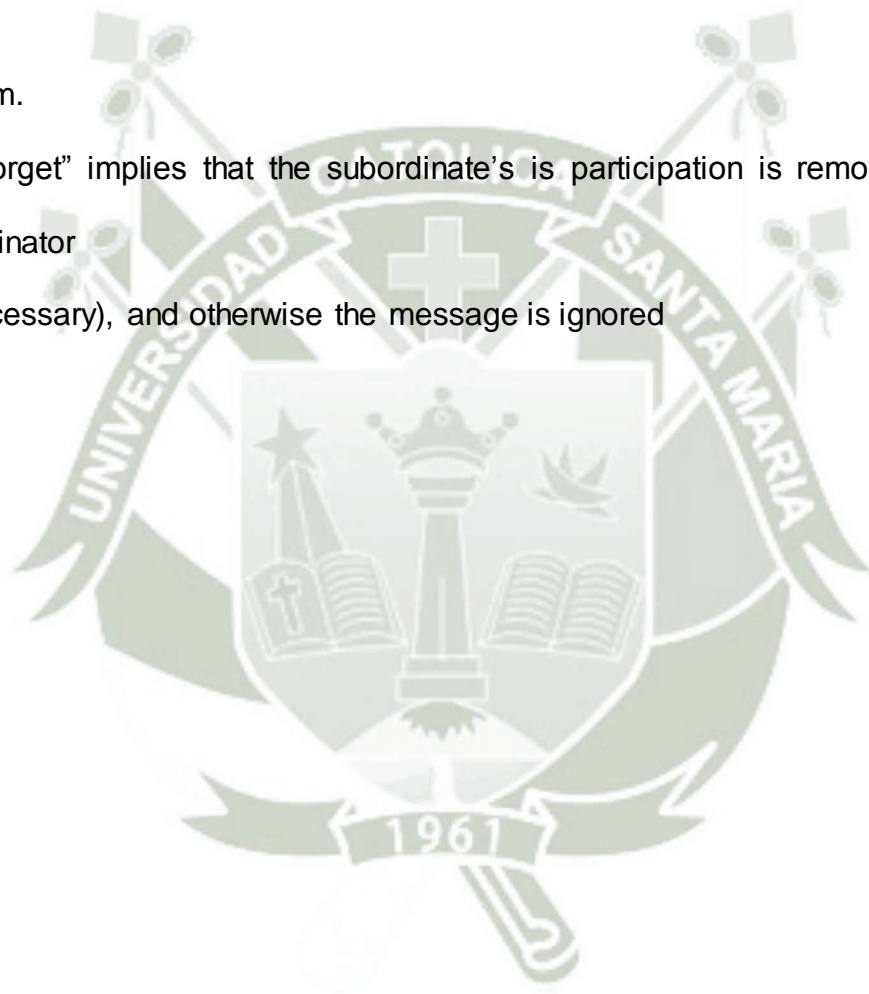 m.
orget” implies that the subordinate’s is participation is remo
inator
cessary), and otherwise the message is ignored
UNIVERSIDAD CATOLICA SANTA MARIA
1961